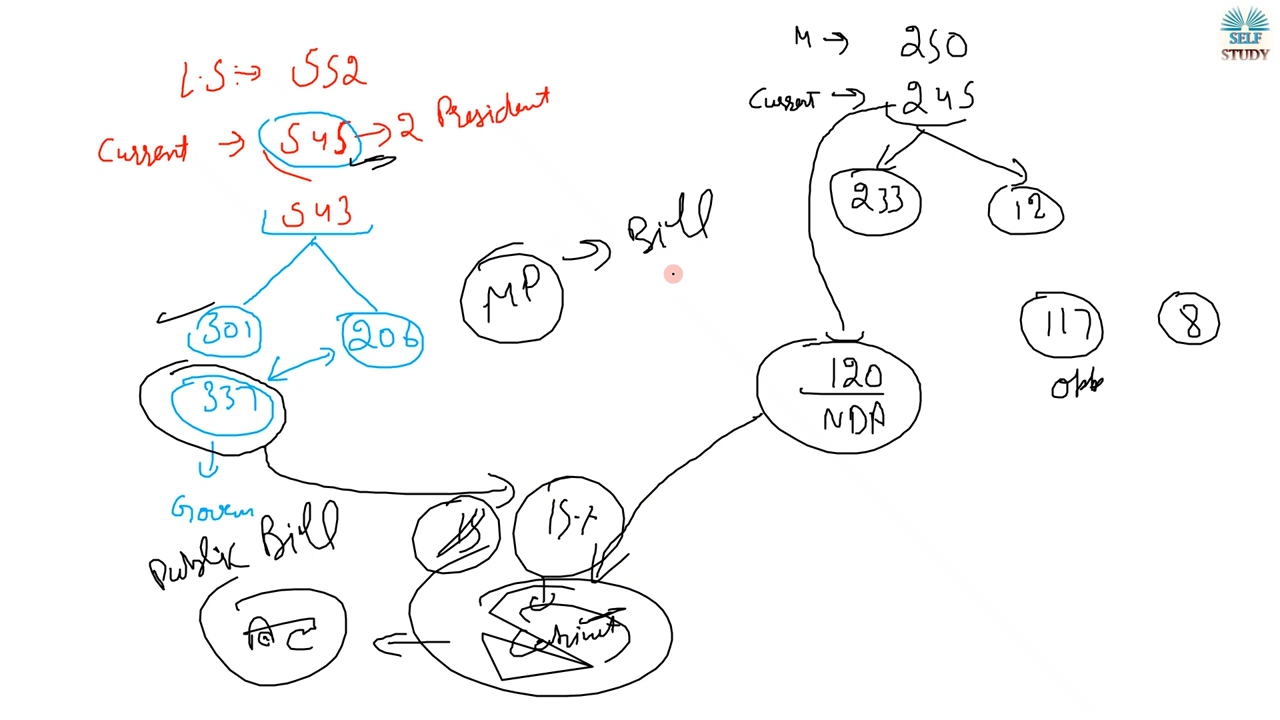 L.S:→ 552
Current → 545 → 2 President
543
301 206
337
Govern
Public Bill
MP → Bill
M → 250
Current → 245
233 12
120
NDA
117 8
opp
15%
Cabinet
SELF
STUDY